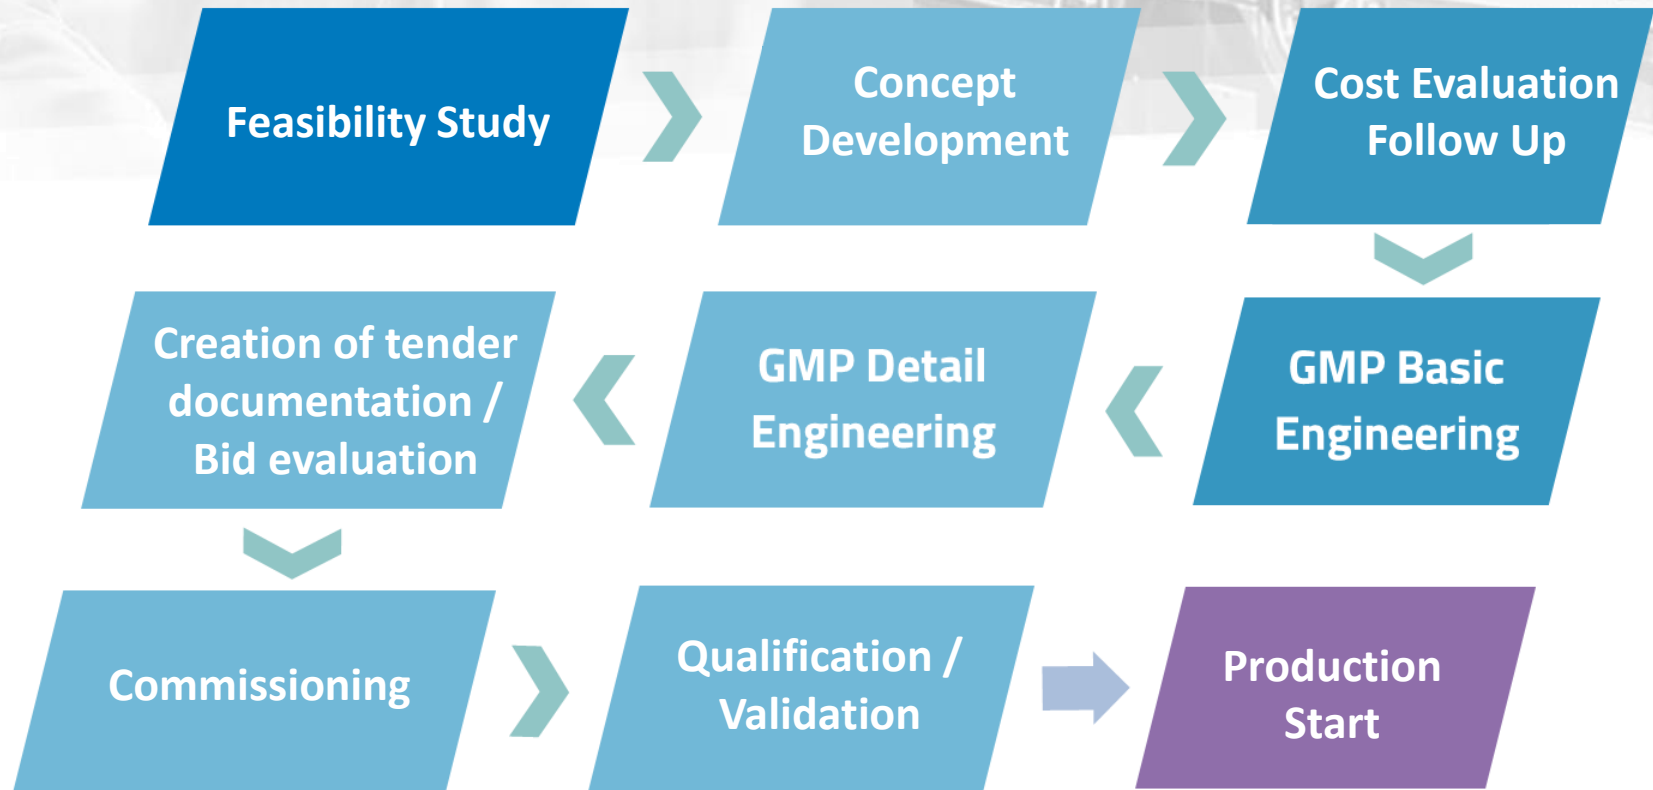 Feasibility Study
Concept
Development
Cost Evaluation
Follow Up
GMP Basic
Engineering
GMP Detail
Engineering
Creation of tender
documentation /
Bid evaluation
Commissioning
Qualification /
Validation
Production
Start